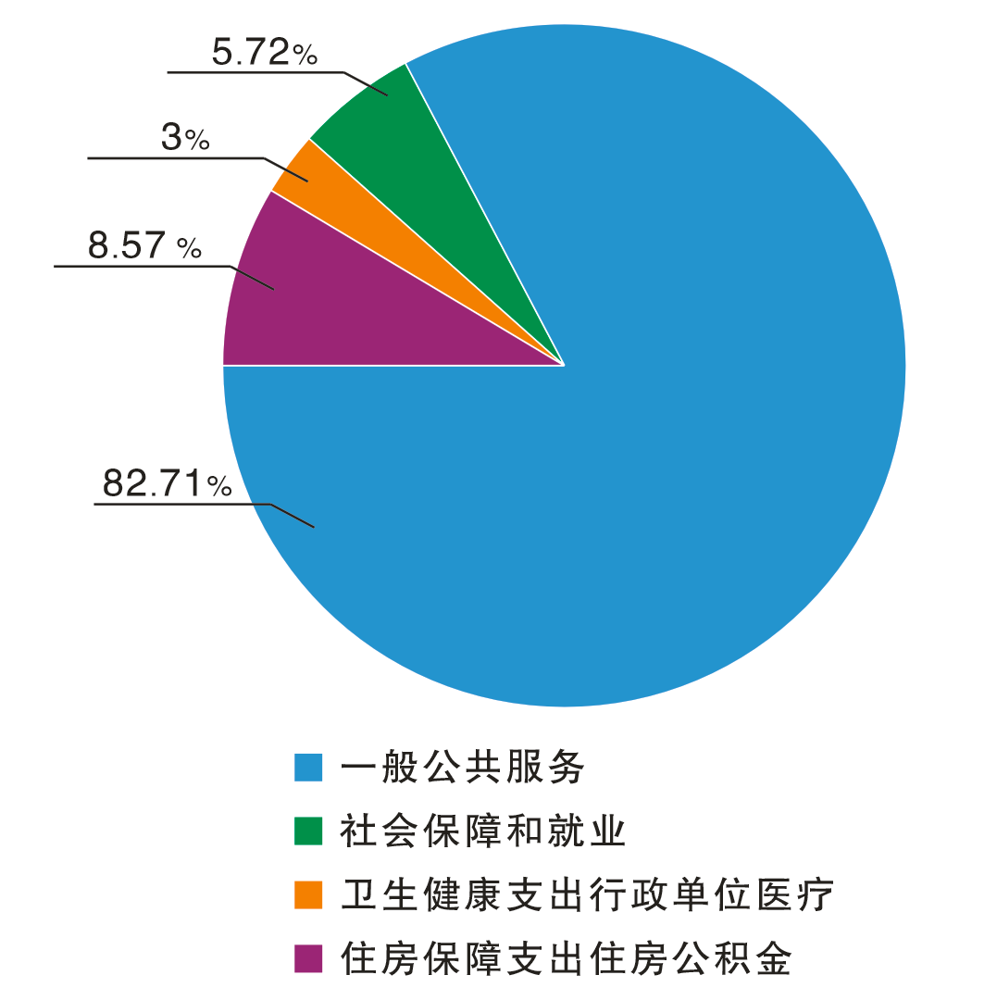 5.72%
3%
8.57 %
82.71%
一般公共服务
社会保障和就业
卫生健康支出行政单位医疗
住房保障支出住房公积金